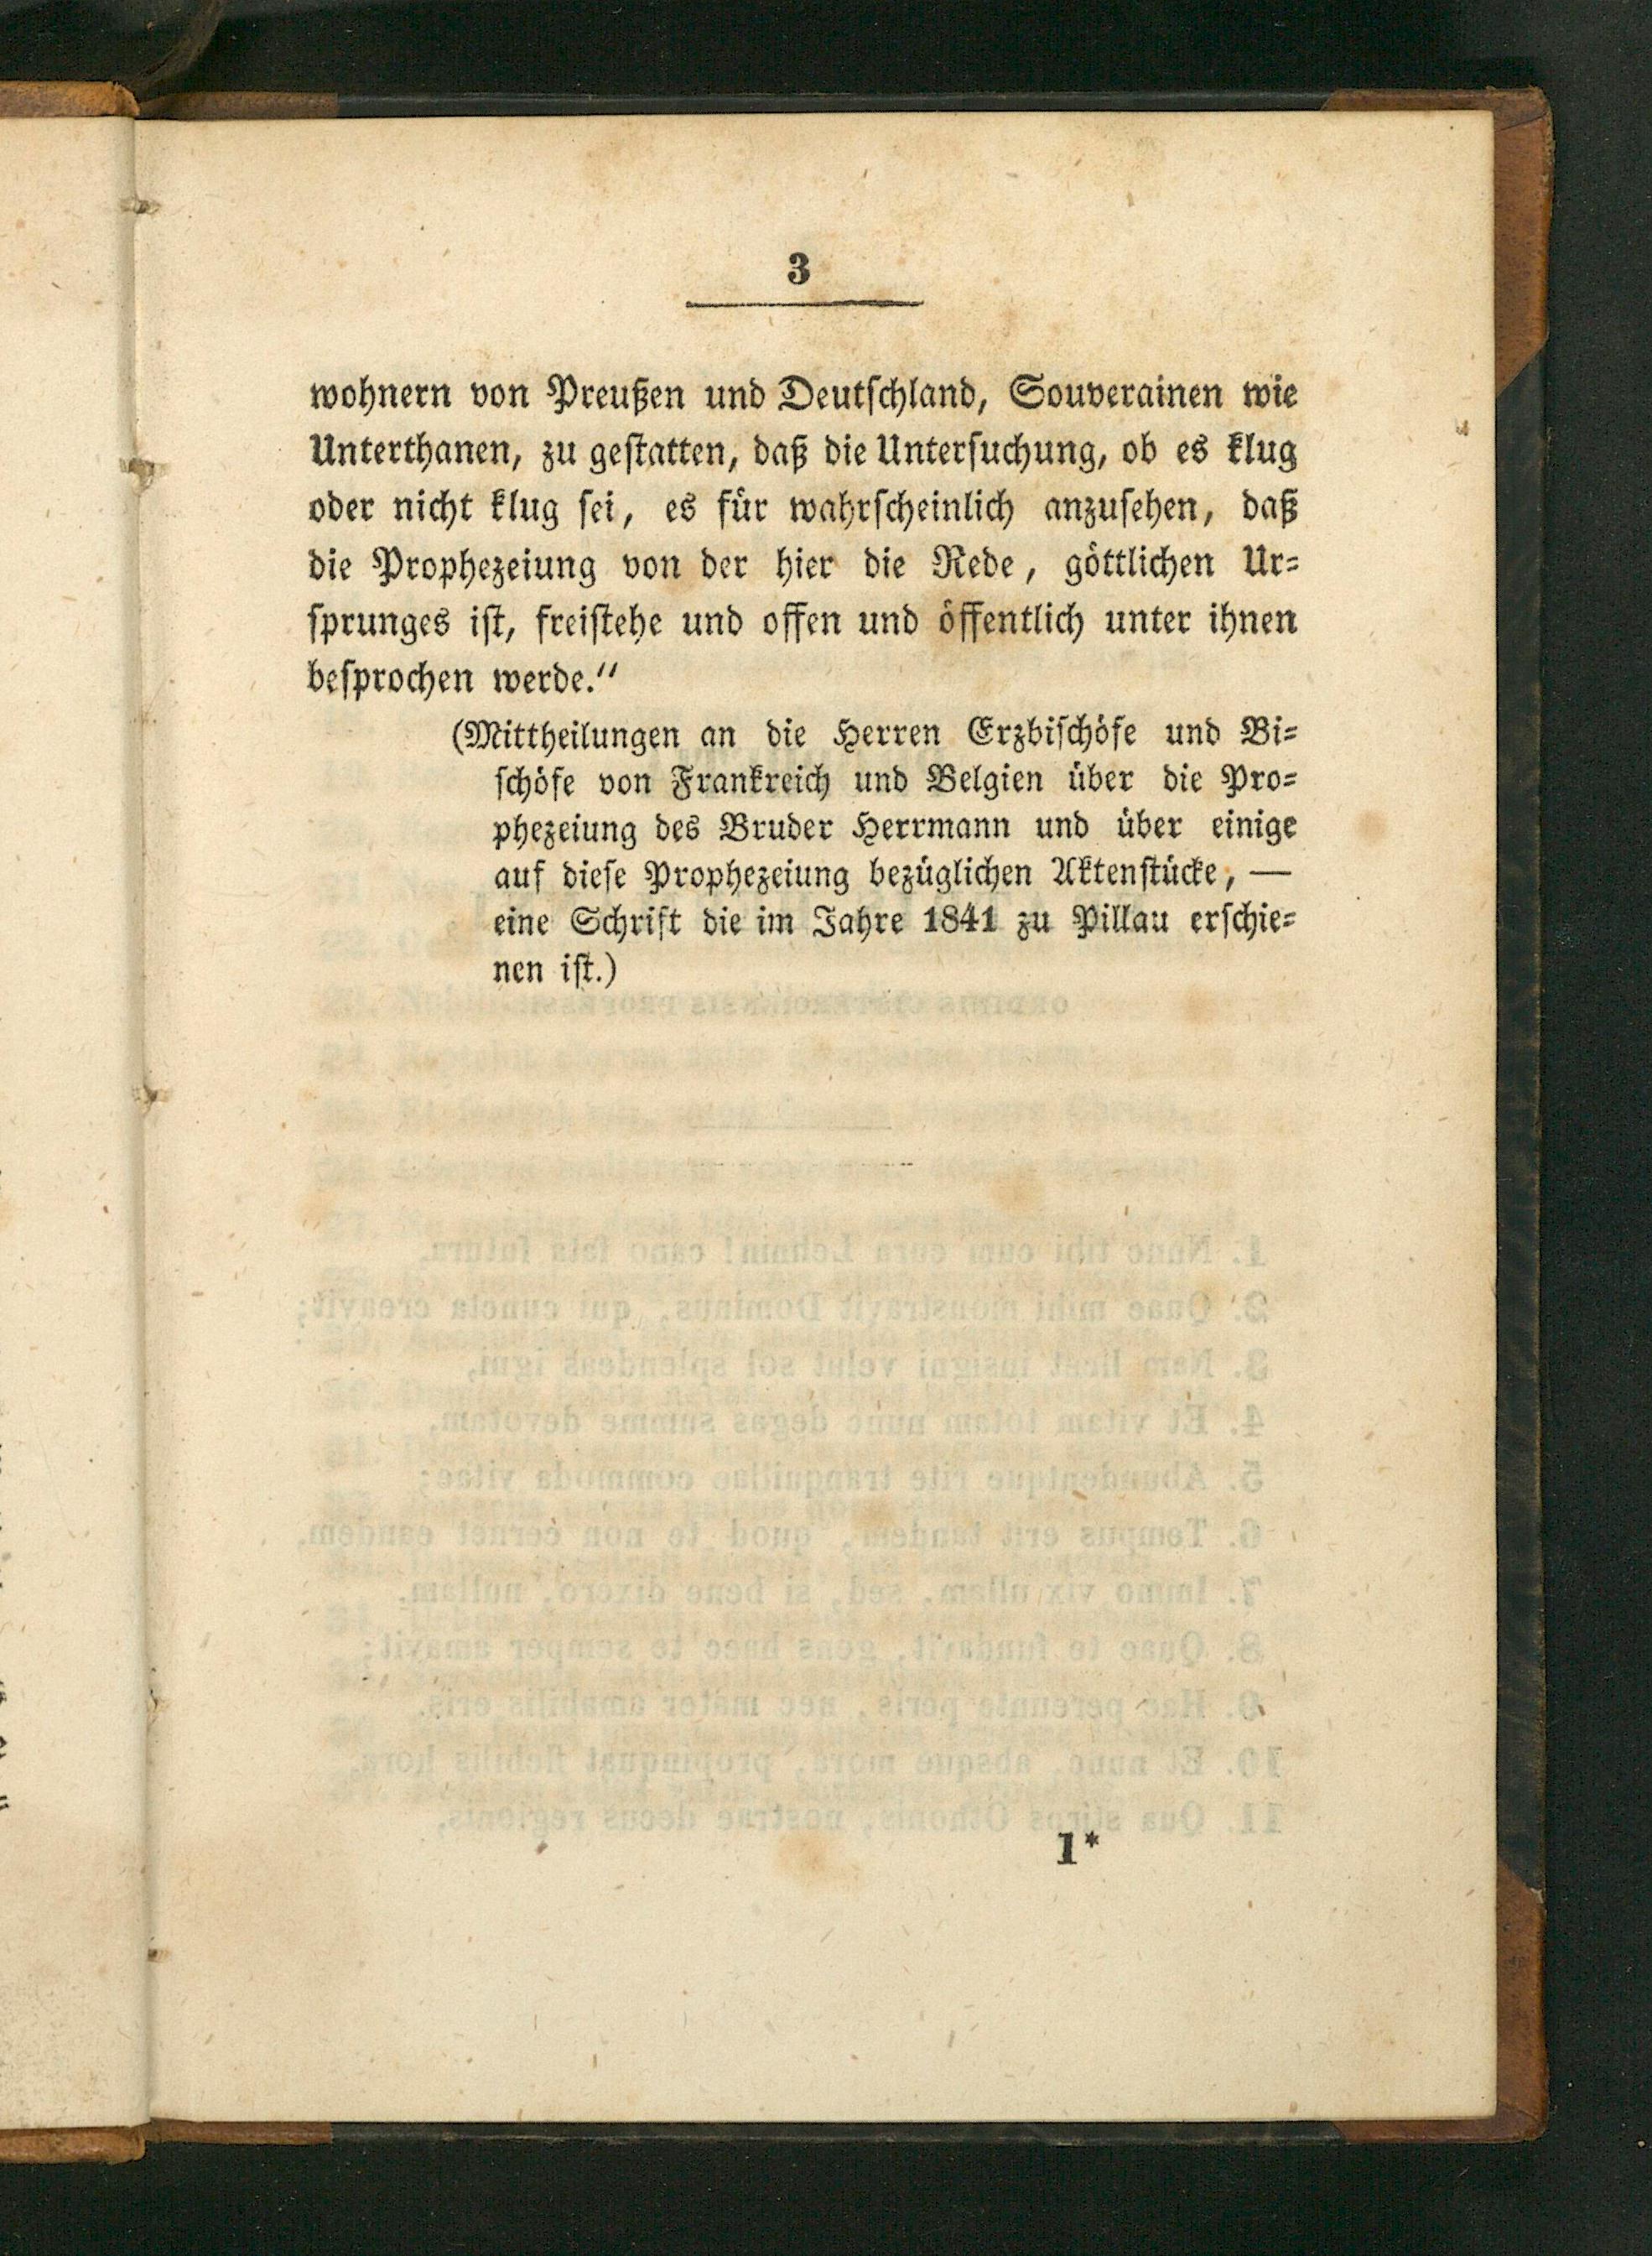 3
wohnern von Preußen und Deutschland, Souverainen wie
Unterthanen, zu gestatten, daß die Untersuchung, ob es klug
oder nicht klug sei, es für wahrscheinlich anzusehen, daß
die Prophezeiung von der hier die Rede, göttlichen Ur-
sprunges ist, freistehe und offen und öffentlich unter ihnen
besprochen werde.“
(Mittheilungen an die Herren Erzbischöfe und Bi-
schöfe von Frankreich und Belgien über die Pro-
phezeiung des Bruder Herrmann und über einige
auf diese Prophezeiung bezüglichen Aktenstücke, —
eine Schrift die im Jahre 1841 zu Pillau erschie-
nen ist.)
1*